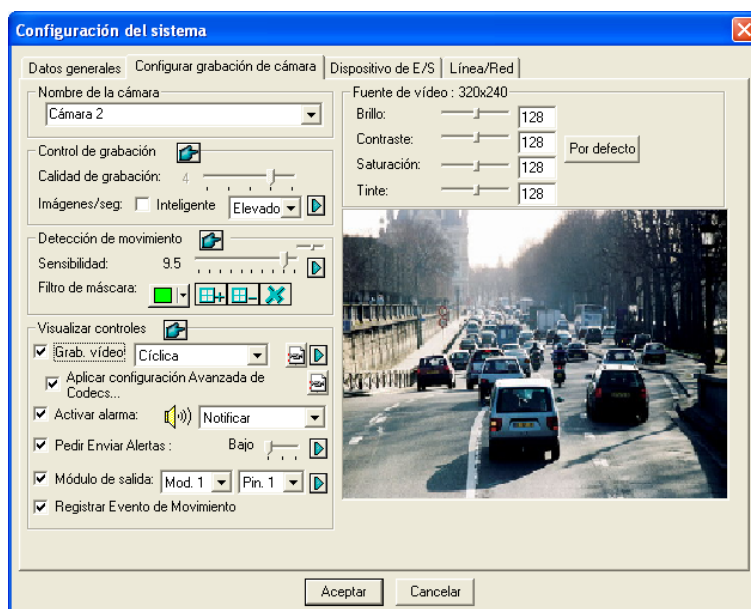 Configuración del sistema
Datos generales Configurar grabación de cámara Dispositivo de E/S Línea/Red
Nombre de la cámara
Cámara 2
Control de grabación
Calidad de grabación: 4
Imágenes/seg: Inteligente Elevado
Detección de movimiento
Sensibilidad: 9.5
Filtro de máscara:
Visualizar controles
Grab. vídeo Cíclica
Aplicar configuración Avanzada de
Codecs...
Activar alarma: Notificar
Pedir Enviar Alertas : Bajo
Módulo de salida: Mod. 1 Pin. 1
Registrar Evento de Movimiento
Fuente de vídeo : 320x240
Brillo: 128
Contraste: 128
Saturación: 128
Tinte: 128
Por defecto
Aceptar Cancelar